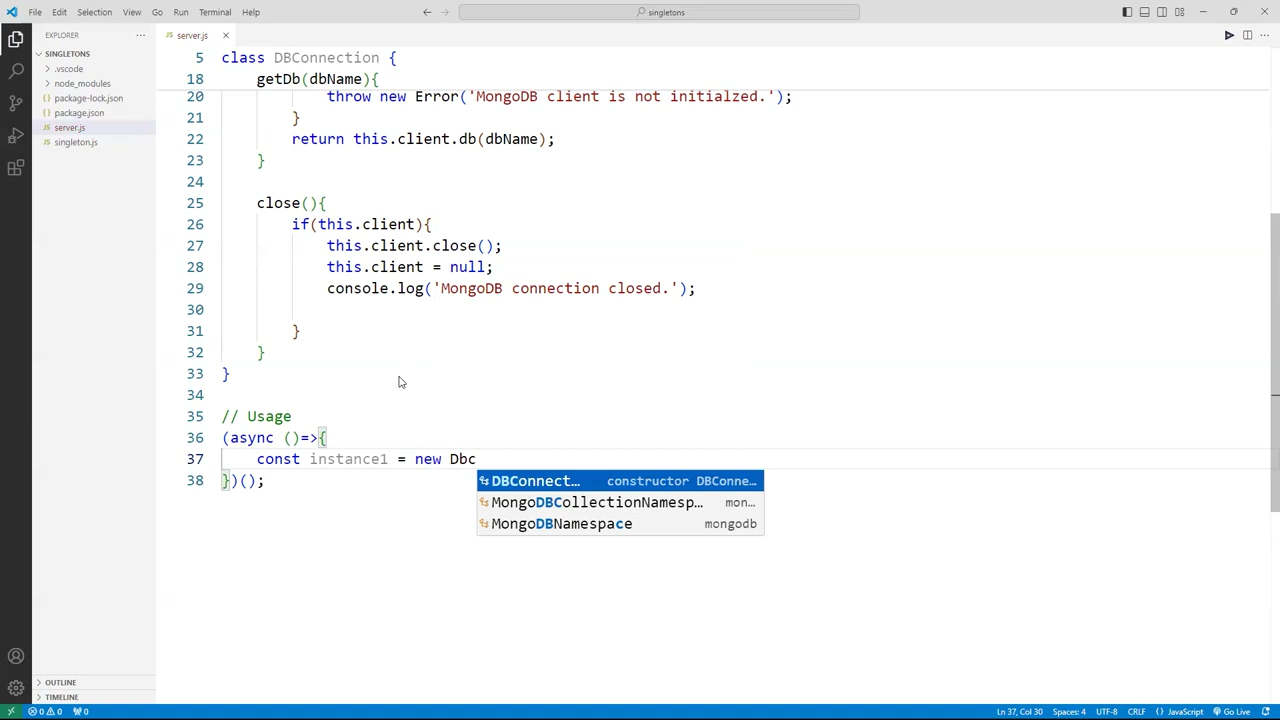 File Edit Selection View Go Run Terminal Help
singletons
EXPLORER
server.js
SINGLETONS
.vscode
node_modules
package-lock.json
package.json
server.js
singleton.js
5 class DBConnection {
18 getDb(dbName){
20 throw new Error('MongoDB client is not initialzed.');
21 }
22 return this.client.db(dbName);
23 }
24
25 close(){
26 if(this.client){
27 this.client.close();
28 this.client = null;
29 console.log('MongoDB connection closed.');
30
31 }
32 }
33 }
34
35 // Usage
36 (async ()=>{
37 const instance1 = new Dbc
38 })();
DBConnect… constructor DBConne…
MongoDBCollectionNamesp… mon…
MongoDBNamespace mongodb
OUTLINE
TIMELINE
0 0 0 Ln 37, Col 30 Spaces: 4 UTF-8 CRLF {} JavaScript Go Live